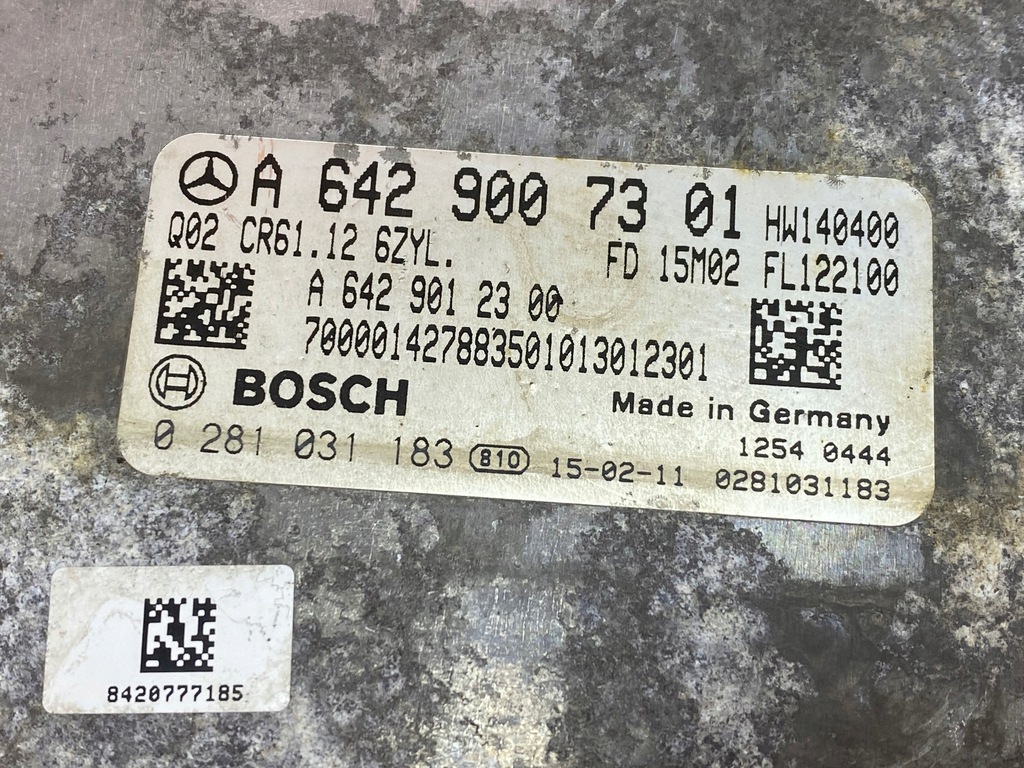 A 642 900 73 01 HW140400
Q02 CR61.12 6ZYL. FD 15M02 FL122100
A 642 901 23 00
700001427883501013012301
BOSCH Made in Germany
1254 0444
0 281 031 183 810 15-02-11 0281031183
8420777185